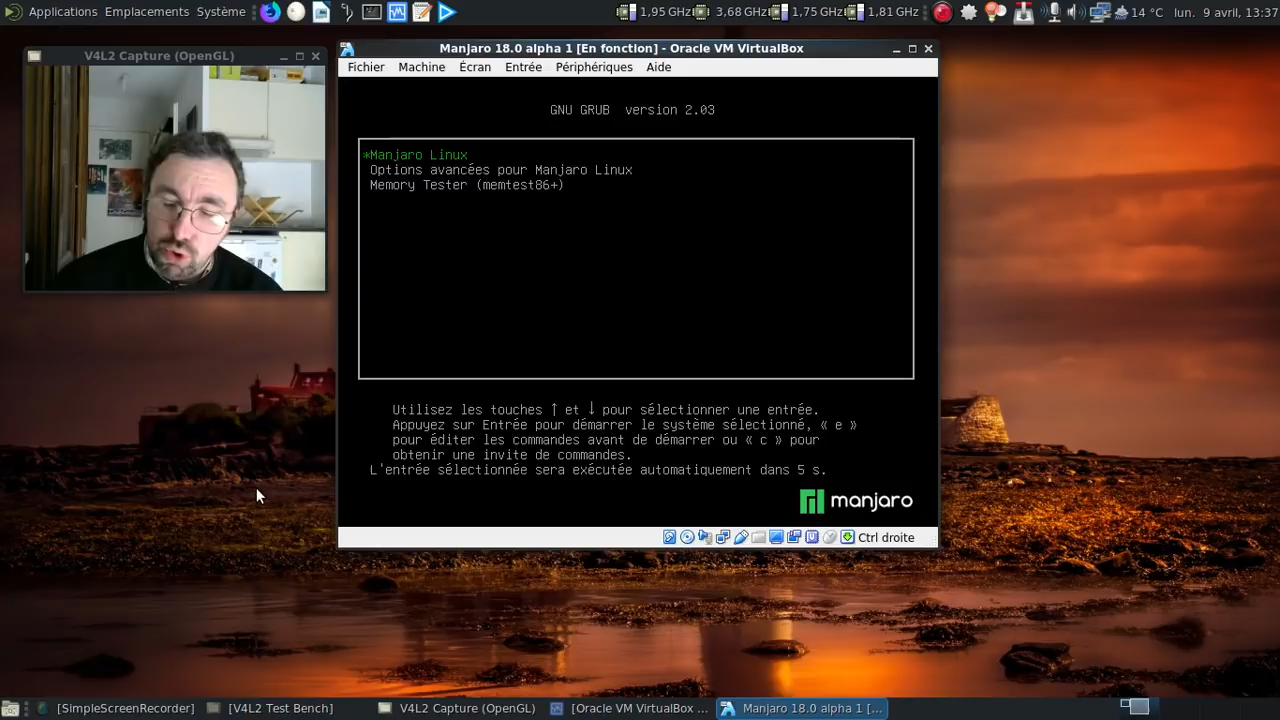 Applications Emplacements Système 1,95 GHz 3,68 GHz 1,75 GHz 1,81 GHz 14 °C lun. 9 avril, 13:37
V4L2 Capture (OpenGL)
Manjaro 18.0 alpha 1 [En fonction] - Oracle VM VirtualBox
Fichier Machine Écran Entrée Périphériques Aide
GNU GRUB version 2.03
*Manjaro Linux
Options avancées pour Manjaro Linux
Memory Tester (memtest86+)
Utilisez les touches ↑ et ↓ pour sélectionner une entrée.
Appuyez sur Entrée pour démarrer le système sélectionné, « e »
pour éditer les commandes avant de démarrer ou « c » pour
obtenir une invite de commandes.
L'entrée sélectionnée sera exécutée automatiquement dans 5 s.
manjaro
Ctrl droite
[SimpleScreenRecorder] [V4L2 Test Bench] V4L2 Capture (OpenGL) [Oracle VM VirtualBox ... Manjaro 18.0 alpha 1 [...